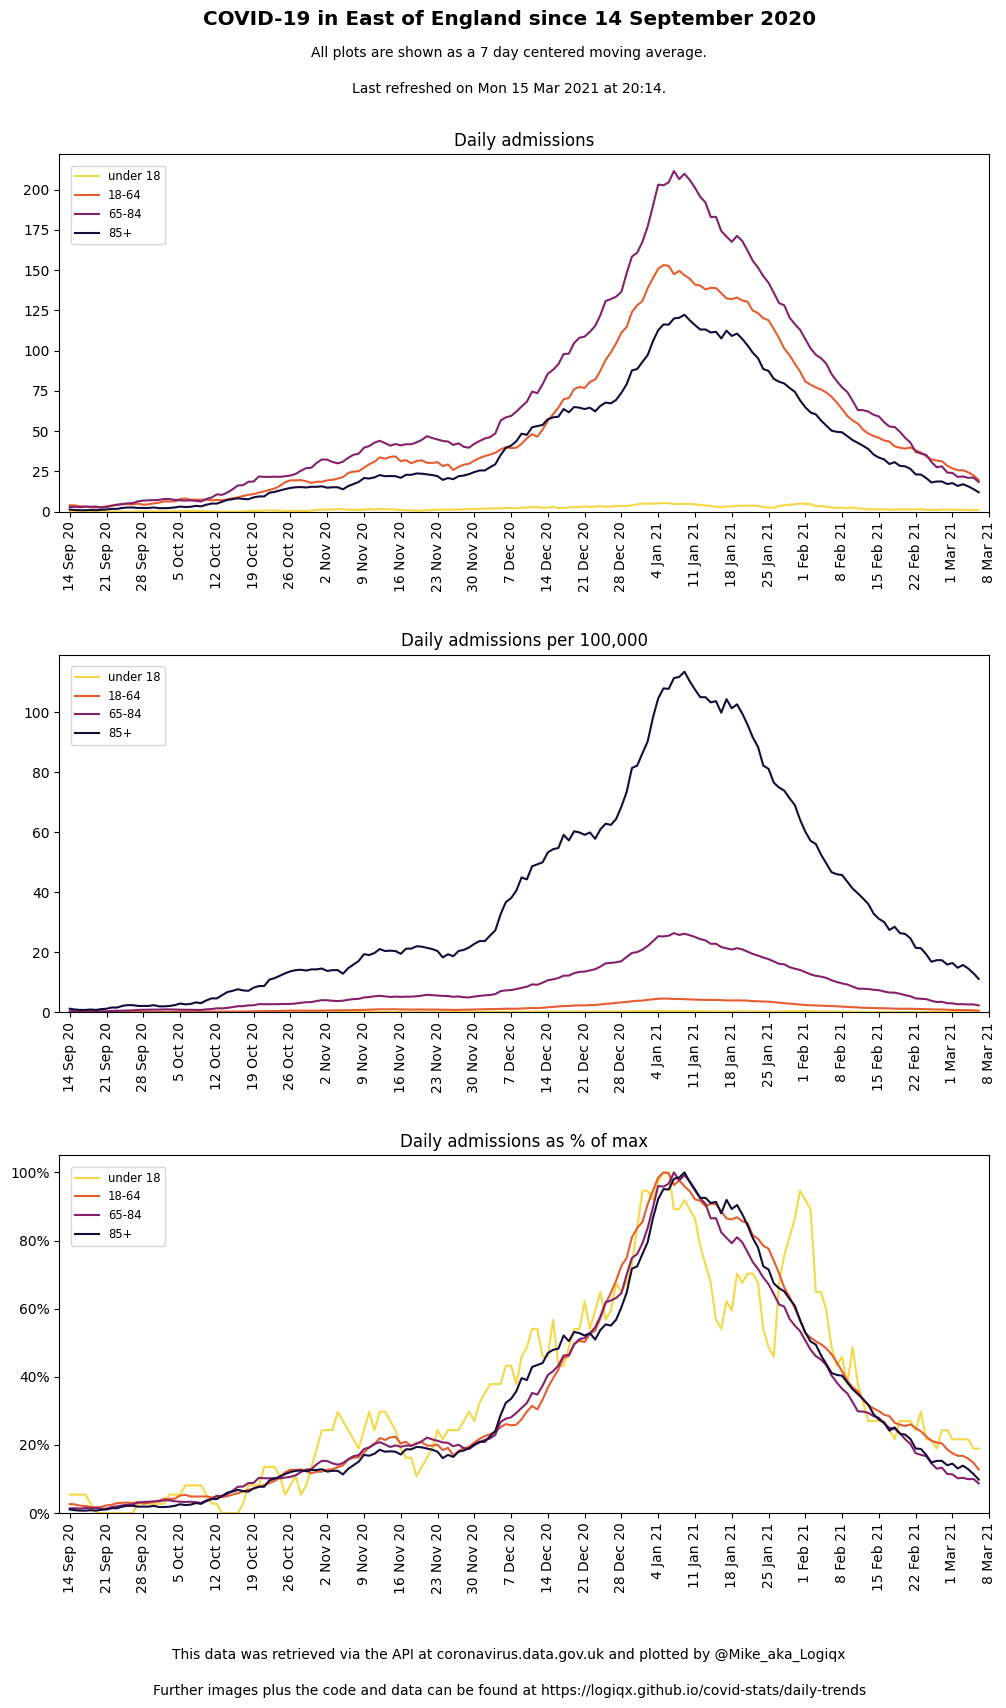 COVID-19 in East of England since 14 September 2020
All plots are shown as a 7 day centered moving average.
Last refreshed on Mon 15 Mar 2021 at 20:14.
Daily admissions
under 18
18-64
65-84
85+
200
175
150
125
100
75
50
25
0
14 Sep 20
21 Sep 20
28 Sep 20
5 Oct 20
12 Oct 20
19 Oct 20
26 Oct 20
2 Nov 20
9 Nov 20
16 Nov 20
23 Nov 20
30 Nov 20
7 Dec 20
14 Dec 20
21 Dec 20
28 Dec 20
4 Jan 21
11 Jan 21
18 Jan 21
25 Jan 21
1 Feb 21
8 Feb 21
15 Feb 21
22 Feb 21
1 Mar 21
8 Mar 21
Daily admissions per 100,000
under 18
18-64
65-84
85+
100
80
60
40
20
0
14 Sep 20
21 Sep 20
28 Sep 20
5 Oct 20
12 Oct 20
19 Oct 20
26 Oct 20
2 Nov 20
9 Nov 20
16 Nov 20
23 Nov 20
30 Nov 20
7 Dec 20
14 Dec 20
21 Dec 20
28 Dec 20
4 Jan 21
11 Jan 21
18 Jan 21
25 Jan 21
1 Feb 21
8 Feb 21
15 Feb 21
22 Feb 21
1 Mar 21
8 Mar 21
Daily admissions as % of max
under 18
18-64
65-84
85+
100%
80%
60%
40%
20%
0%
14 Sep 20
21 Sep 20
28 Sep 20
5 Oct 20
12 Oct 20
19 Oct 20
26 Oct 20
2 Nov 20
9 Nov 20
16 Nov 20
23 Nov 20
30 Nov 20
7 Dec 20
14 Dec 20
21 Dec 20
28 Dec 20
4 Jan 21
11 Jan 21
18 Jan 21
25 Jan 21
1 Feb 21
8 Feb 21
15 Feb 21
22 Feb 21
1 Mar 21
8 Mar 21
This data was retrieved via the API at coronavirus.data.gov.uk and plotted by @Mike_aka_Logiqx
Further images plus the code and data can be found at https://logiqx.github.io/covid-stats/daily-trends